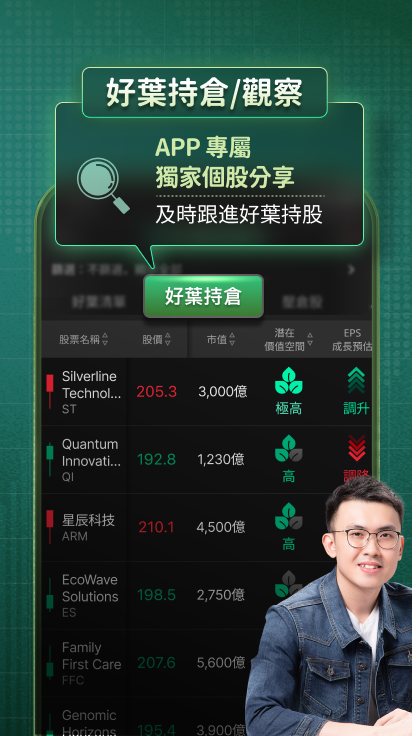 好葉持倉/觀察
APP 專屬
獨家個股分享
及時跟進好葉持股
好葉清單
好葉持倉
股票名稱 股價 市值 潛在價值空間 EPS成長預估
Silverline Technol... ST 205.3 3,000億 極高 調升
Quantum Innovati... QI 192.8 1,230億 高 調降
星辰科技 ARM 210.1 4,500億 高
EcoWave Solutions ES 198.5 2,750億
Family First Care FFC 207.6 5,600億
Genomic Horizons 195.4 3,900億